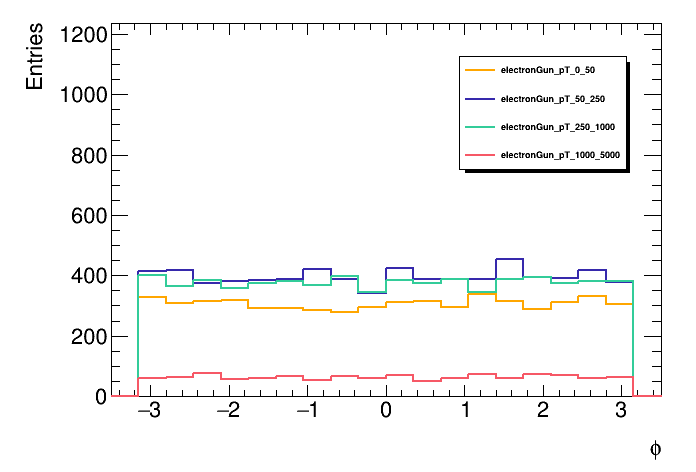 Entries
1200
1000
800
600
400
200
0
electronGun_pT_0_50
electronGun_pT_50_250
electronGun_pT_250_1000
electronGun_pT_1000_5000
−3 −2 −1 0 1 2 3
ϕ